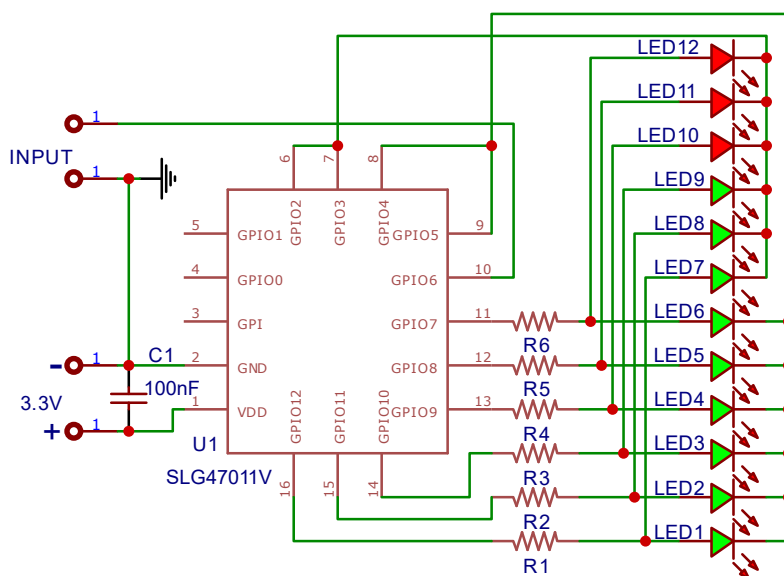 LED12
1
LED11
INPUT
6
7
8
LED10
1
LED9
5
GPIO1
GPIO2
GPIO3
GPIO4
GPIO5
9
LED8
4
GPIO0
GPIO6
10
LED7
3
GPI
GPIO7
11
LED6
R6
- 1
C1
2
GND
GPIO8
12
LED5
R5
3.3V
100nF
+ 1
1
VDD
GPIO12
GPIO11
GPIO10
GPIO9
13
LED4
R4
U1
LED3
SLG47011V
R3
16
15
14
LED2
R2
LED1
R1